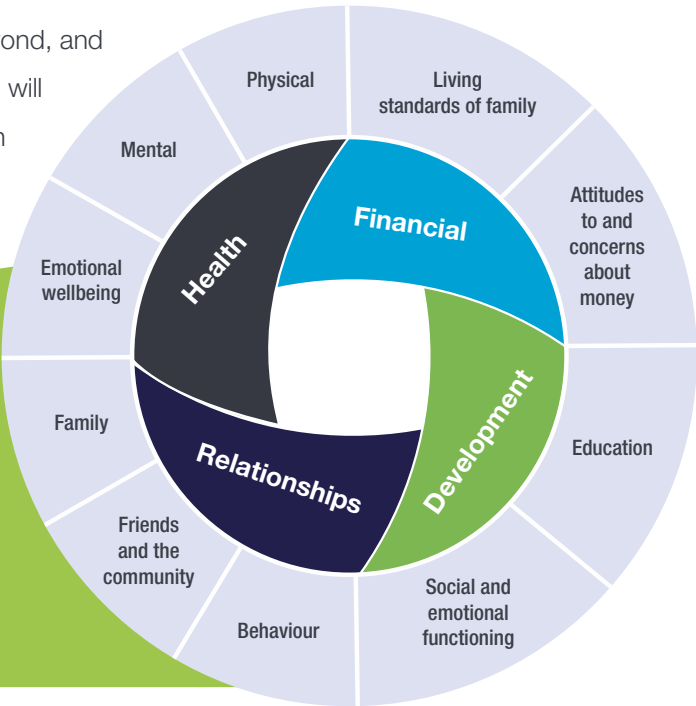 and
will
Physical
Living
standards of family
Mental
Attitudes
to and
concerns
about
money
Financial
Health
Emotional
wellbeing
Family
Development
Education
Relationships
Friends
and the
community
Social and
emotional
functioning
Behaviour